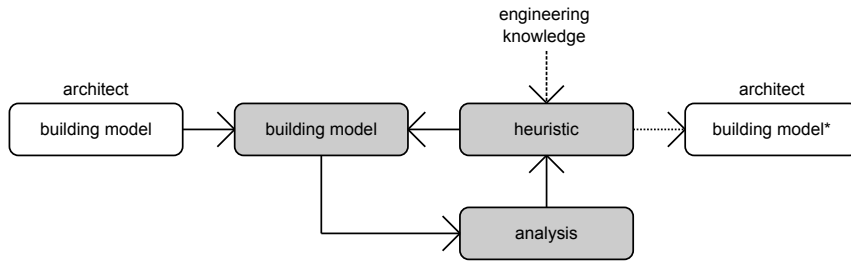 engineering
knowledge
architect
architect
building model
building model
heuristic
building model*
analysis